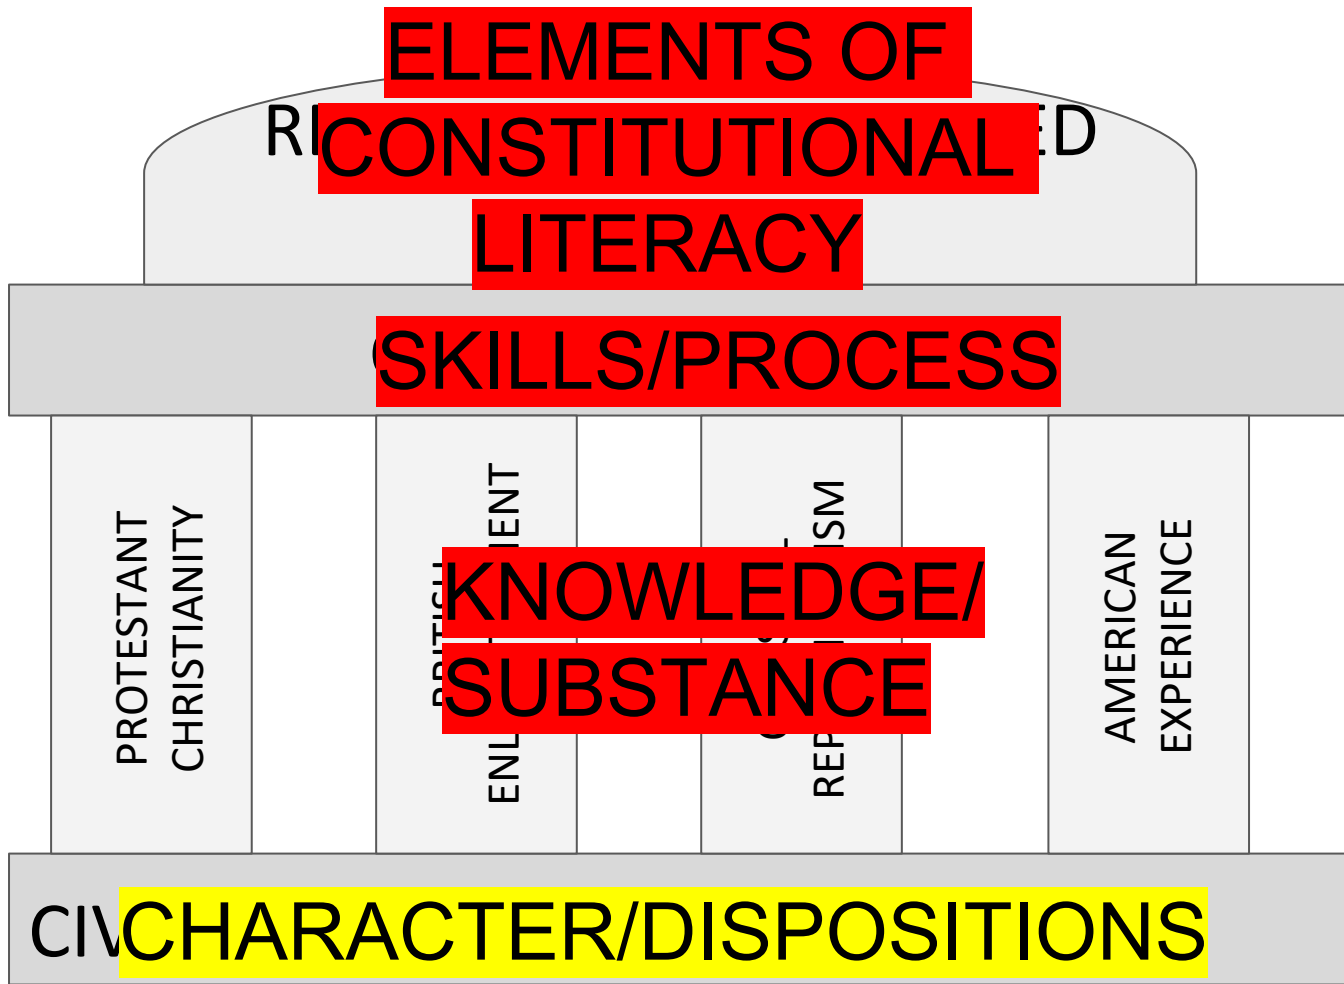 ELEMENTS OF
CONSTITUTIONAL
LITERACY
SKILLS/PROCESS
PROTESTANT
CHRISTIANITY
KNOWLEDGE/
SUBSTANCE
AMERICAN
EXPERIENCE
CHARACTER/DISPOSITIONS